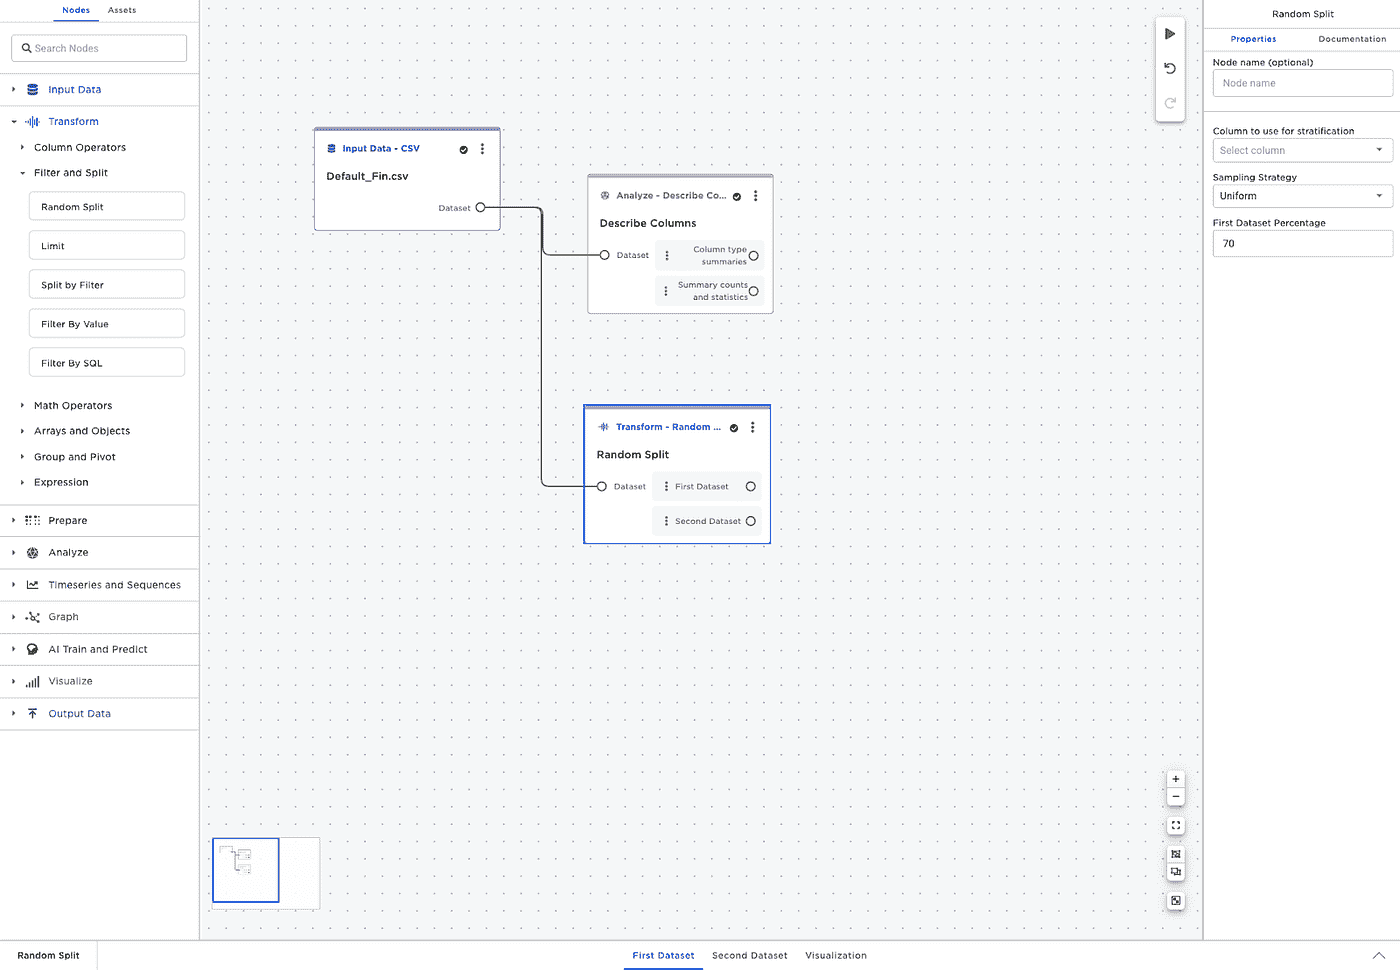 Nodes
Assets
Search Nodes
Input Data
Transform
Column Operators
Filter and Split
Random Split
Limit
Split by Filter
Filter By Value
Filter By SQL
Math Operators
Arrays and Objects
Group and Pivot
Expression
Prepare
Analyze
Timeseries and Sequences
Graph
AI Train and Predict
Visualize
Output Data
Input Data - CSV
Default_Fin.csv
Dataset
Analyze - Describe Co...
Describe Columns
Dataset
Column type
summaries
Summary counts
and statistics
Transform - Random ...
Random Split
Dataset
First Dataset
Second Dataset
Random Split
Properties
Documentation
Node name (optional)
Node name
Column to use for stratification
Select column
Sampling Strategy
Uniform
First Dataset Percentage
70
Random Split
First Dataset
Second Dataset
Visualization